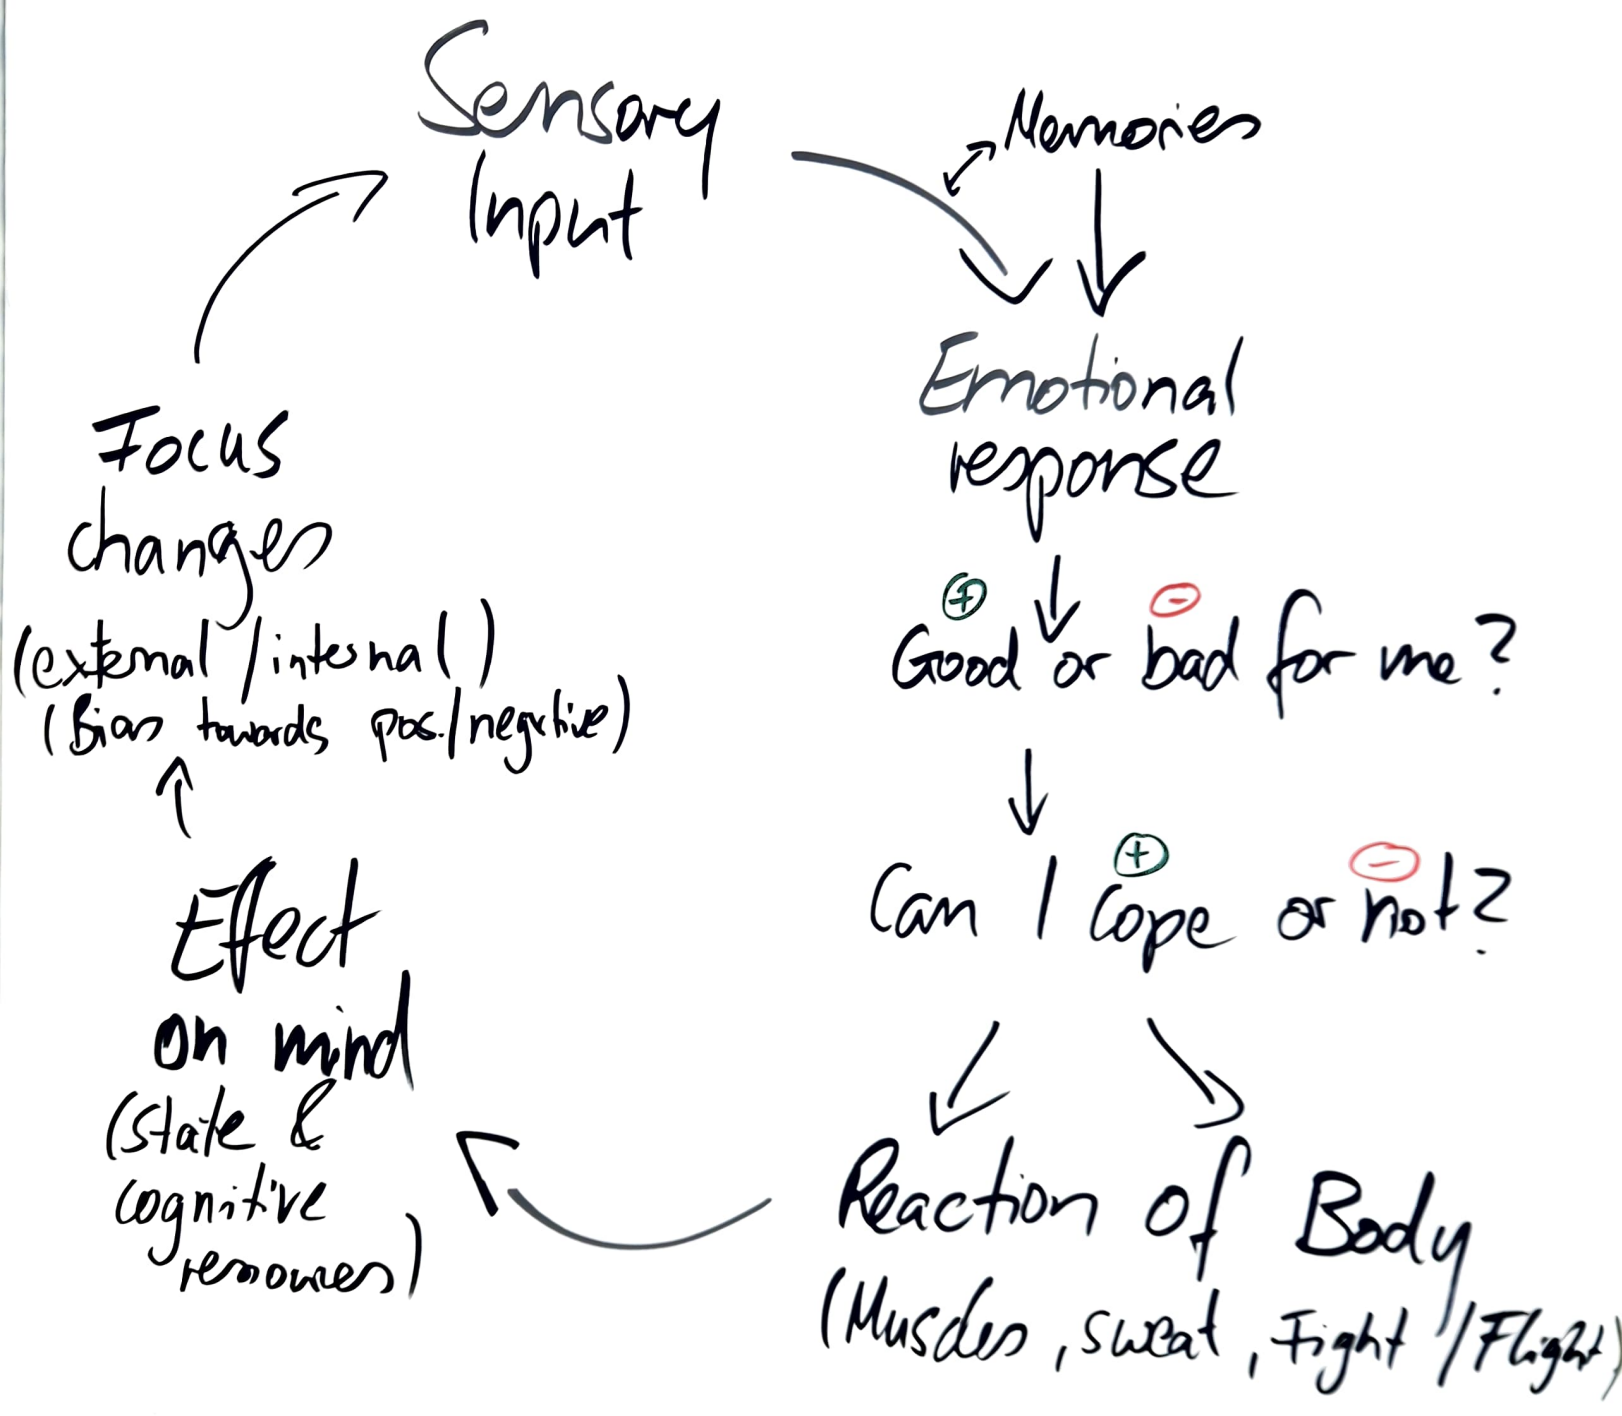 Sensory
Input
Memories
Emotional
response
+ -
Good or bad for me?
+ -
Can I cope or not?
Reaction of Body
(Muscles, sweat, Fight/Flight)
Effect
on mind
(state &
cognitive
resources)
Focus
changes
(external/internal)
(Bias towards pos./negative)